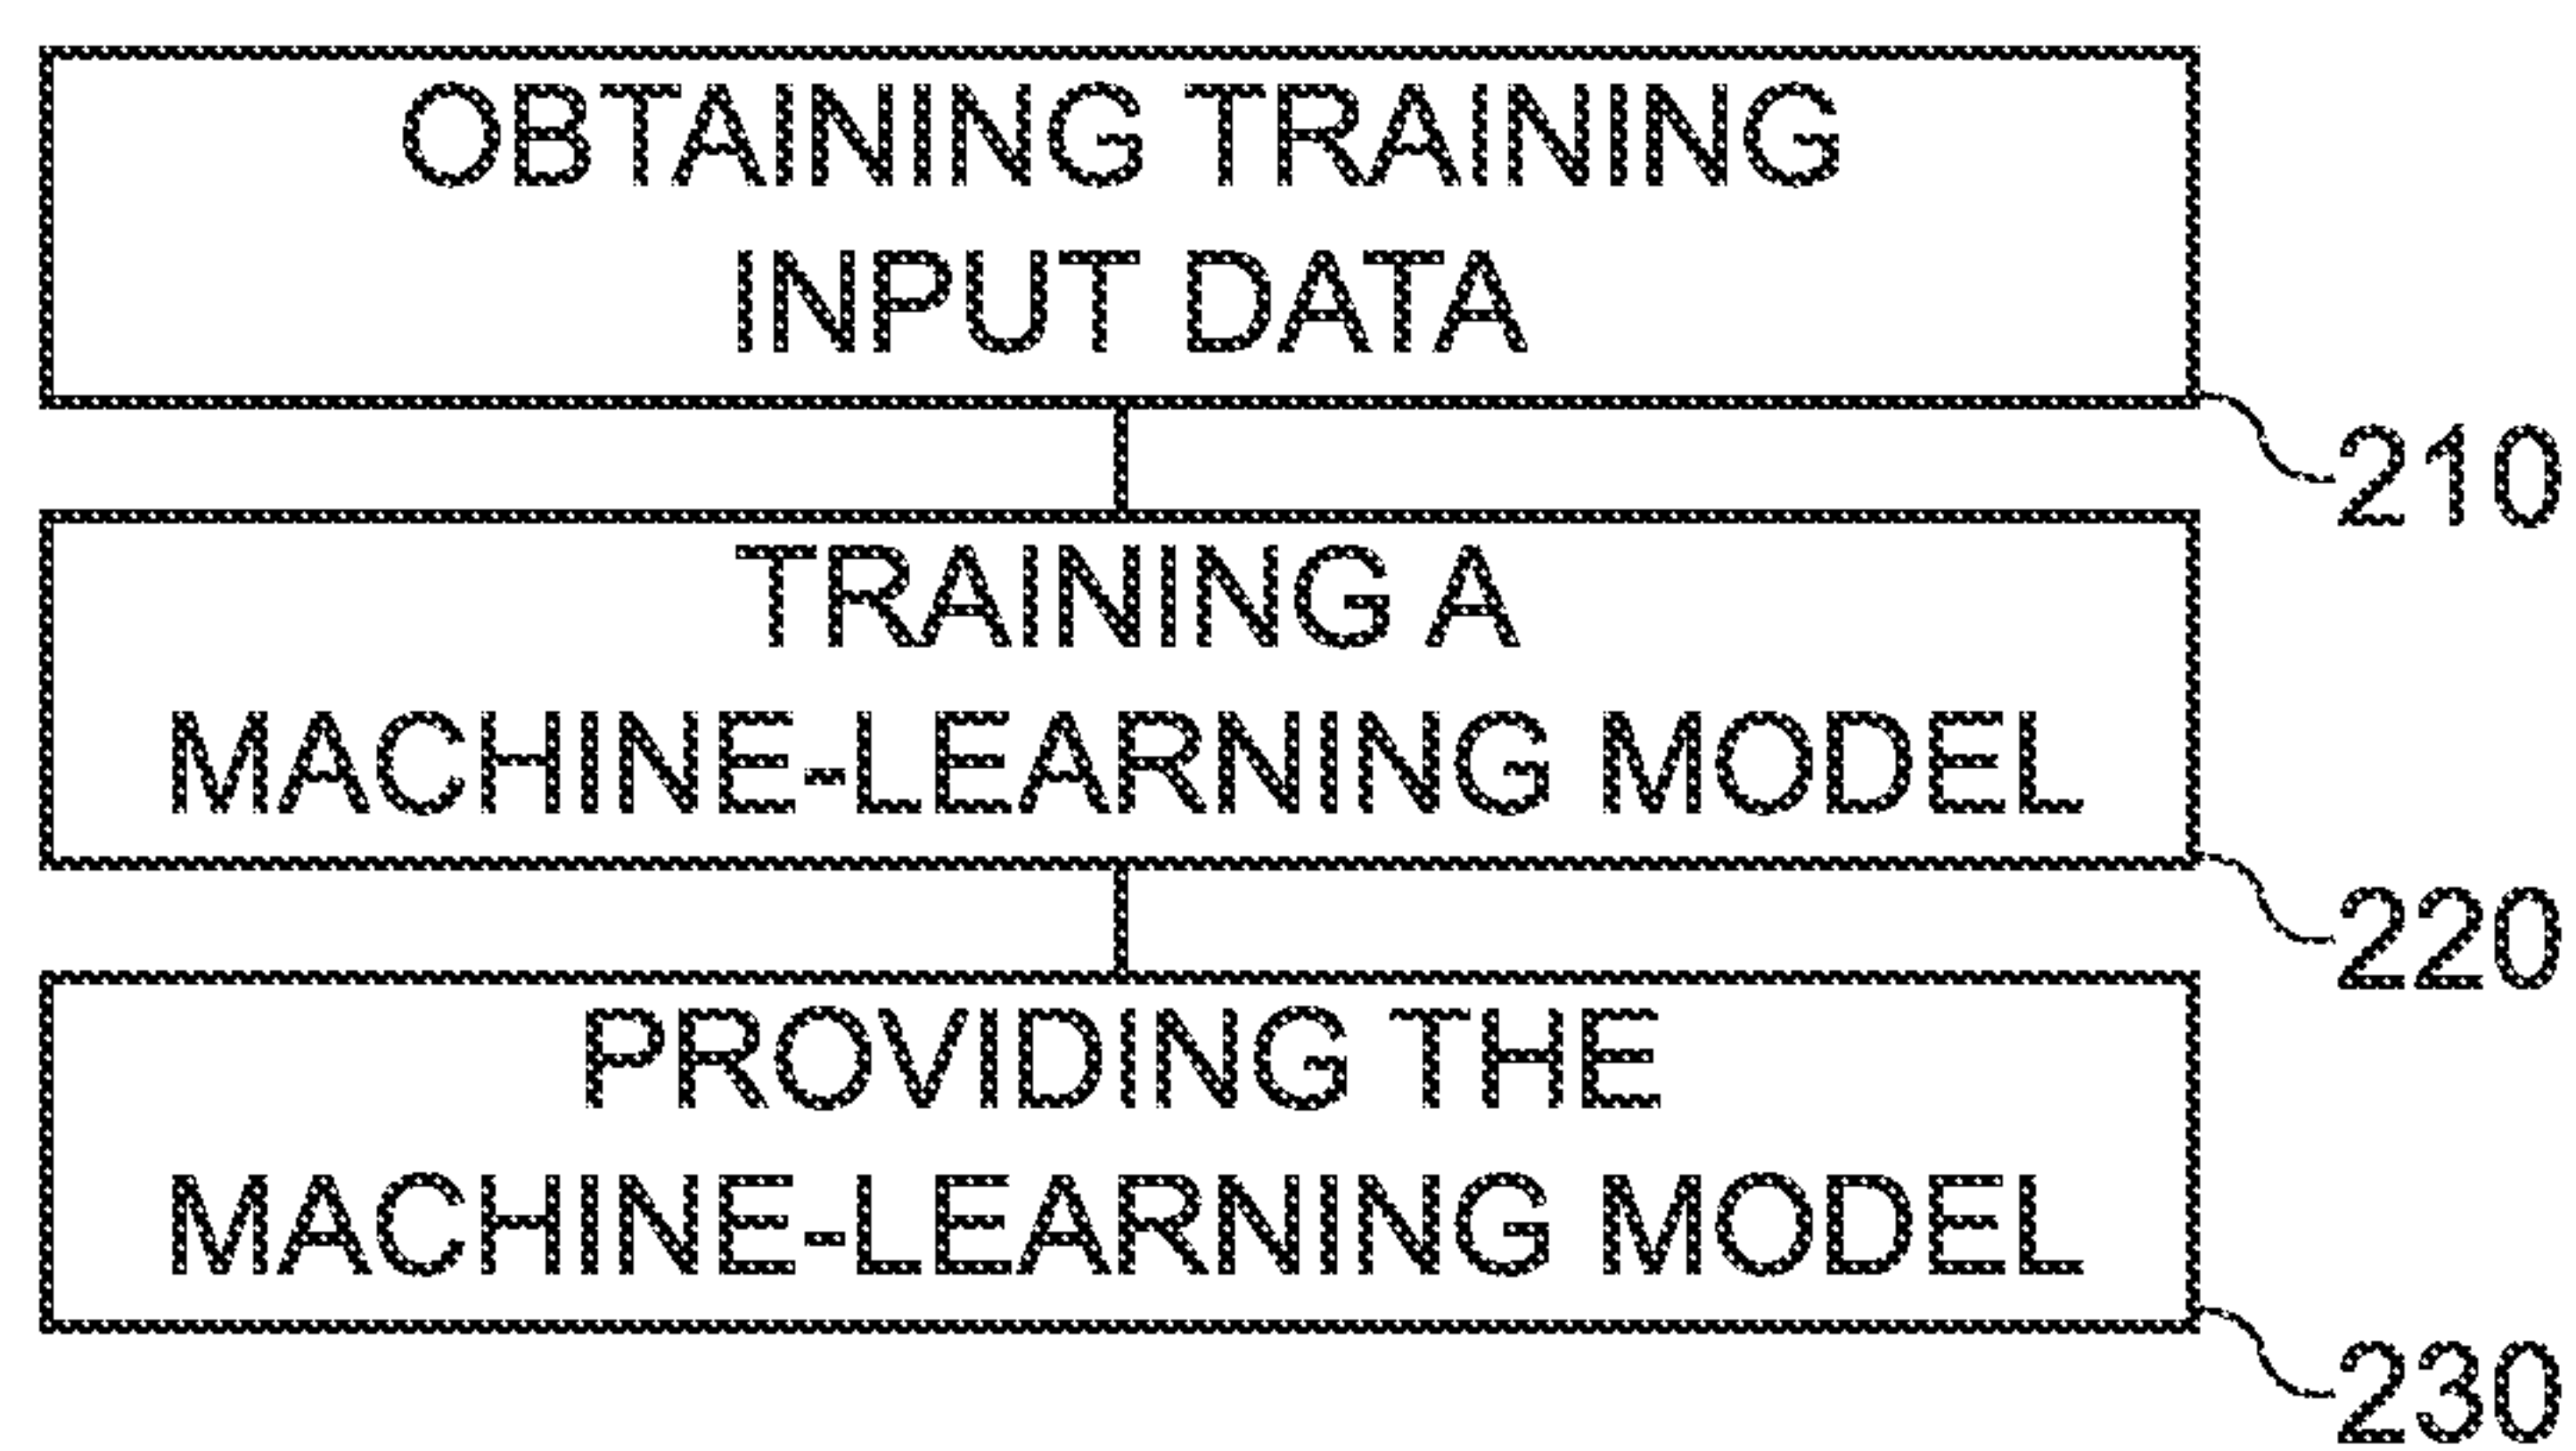 OBTAINING TRAINING
INPUT DATA
210
TRAINING A
MACHINE-LEARNING MODEL
220
PROVIDING THE
MACHINE-LEARNING MODEL
230